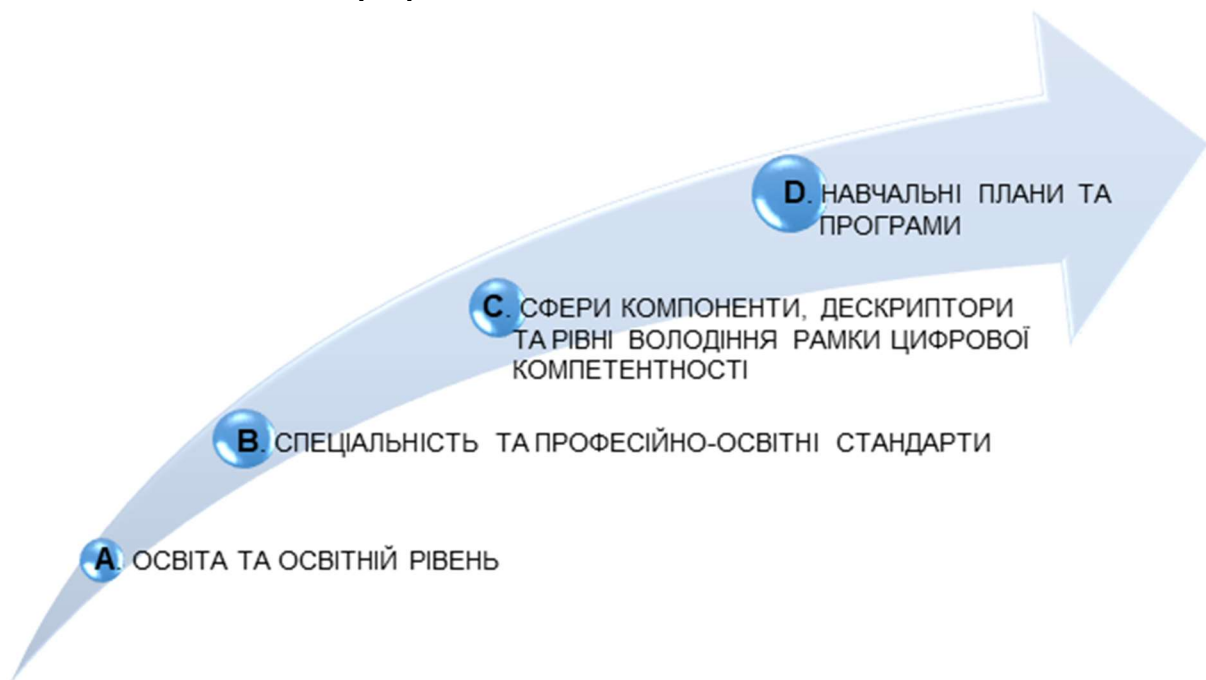 D. НАВЧАЛЬНІ ПЛАНИ ТА
ПРОГРАМИ
C. СФЕРИ КОМПОНЕНТИ, ДЕСКРИПТОРИ
ТА РІВНІ ВОЛОДІННЯ РАМКИ ЦИФРОВОЇ
КОМПЕТЕНТНОСТІ
B. СПЕЦІАЛЬНІСТЬ ТА ПРОФЕСІЙНО-ОСВІТНІ СТАНДАРТИ
A. ОСВІТА ТА ОСВІТНІЙ РІВЕНЬ